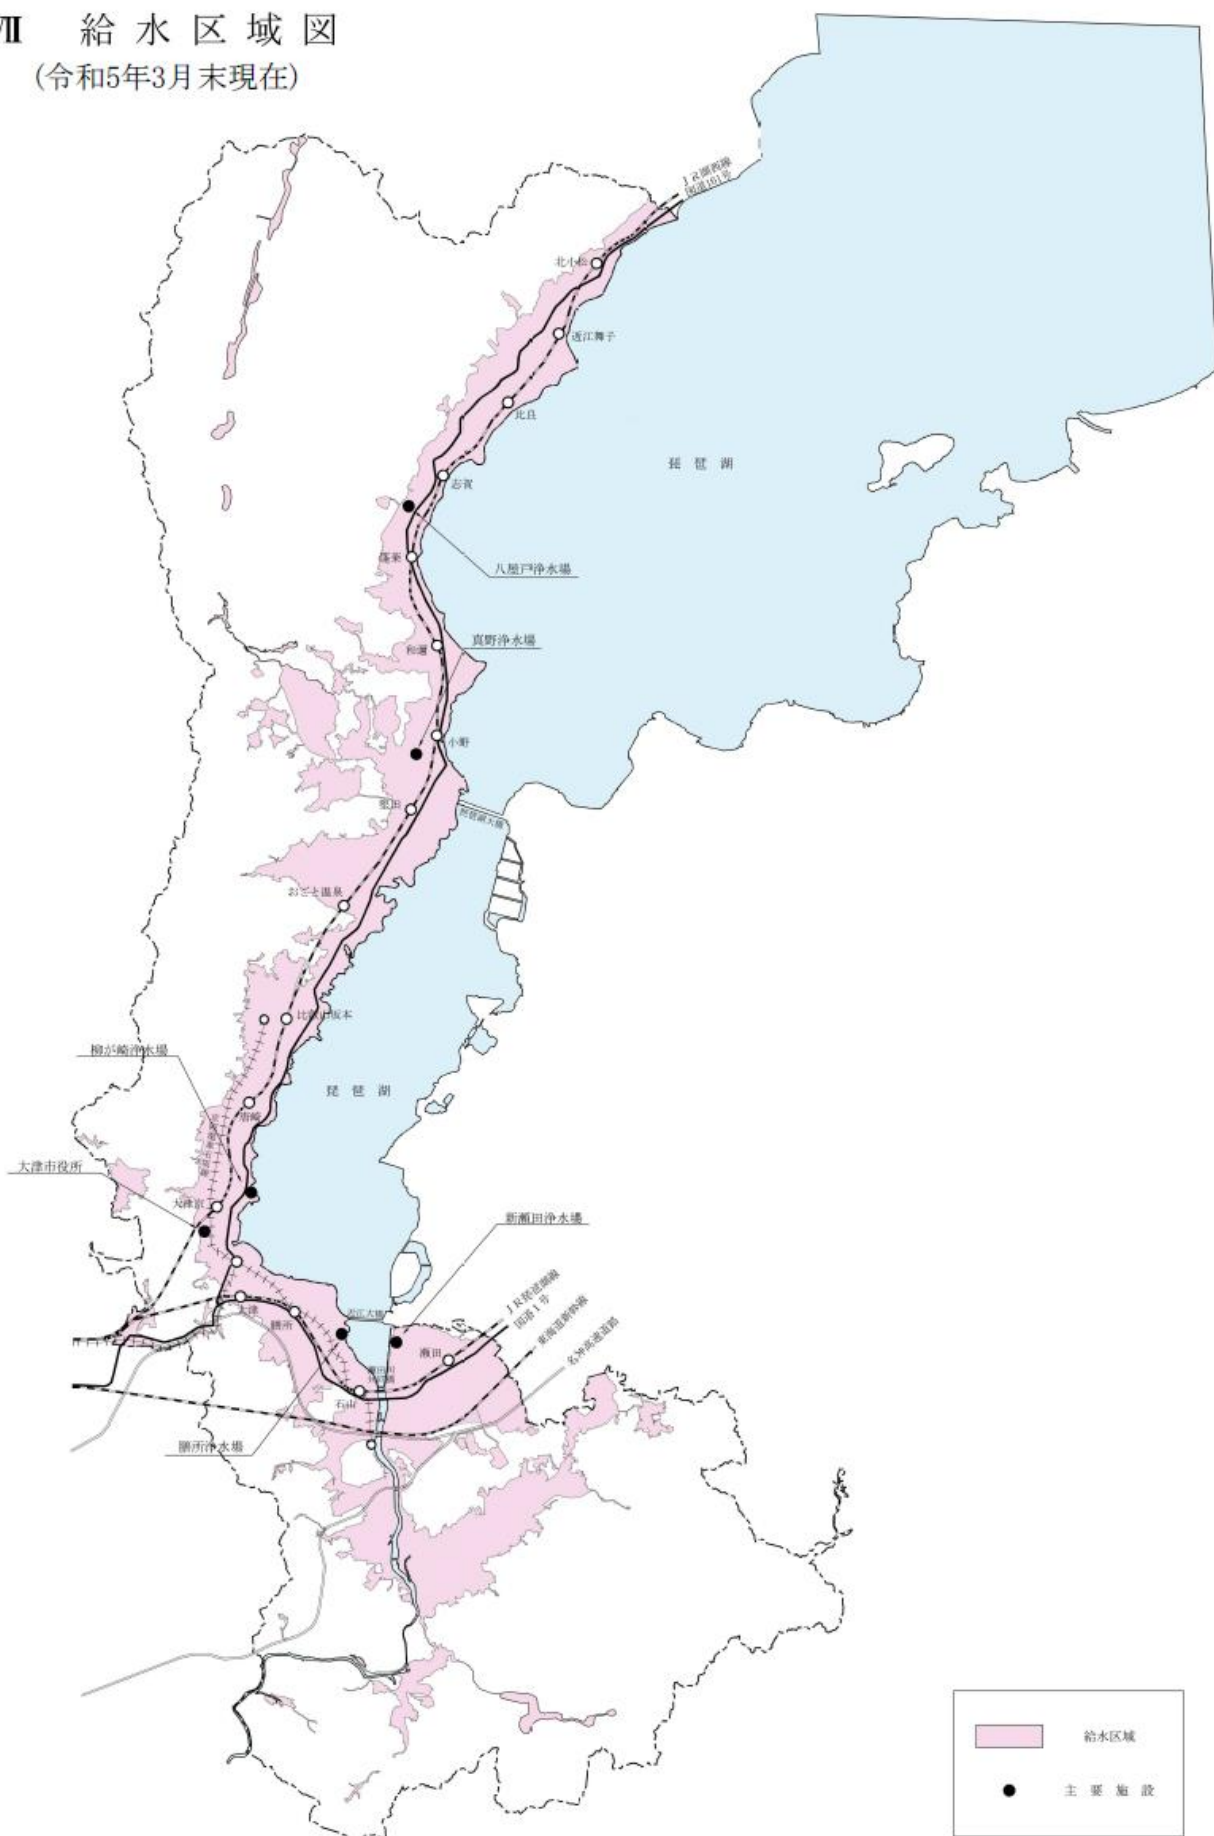 Ⅶ 給水区域図
(令和5年3月末現在)
JR湖西線
国道161号
北小松
近江舞子
比良
琵琶湖
志賀
蓬莱
八屋戸浄水場
真野浄水場
和邇
小野
堅田
琵琶湖大橋
おごと温泉
比叡山坂本
柳が崎浄水場
琵琶湖
唐崎
大津市役所
大津京
新瀬田浄水場
JR琵琶湖線
国道1号
東海道新幹線
名神高速道路
大津
膳所
近江大橋
瀬田
石山
膳所浄水場
給水区域
主要施設